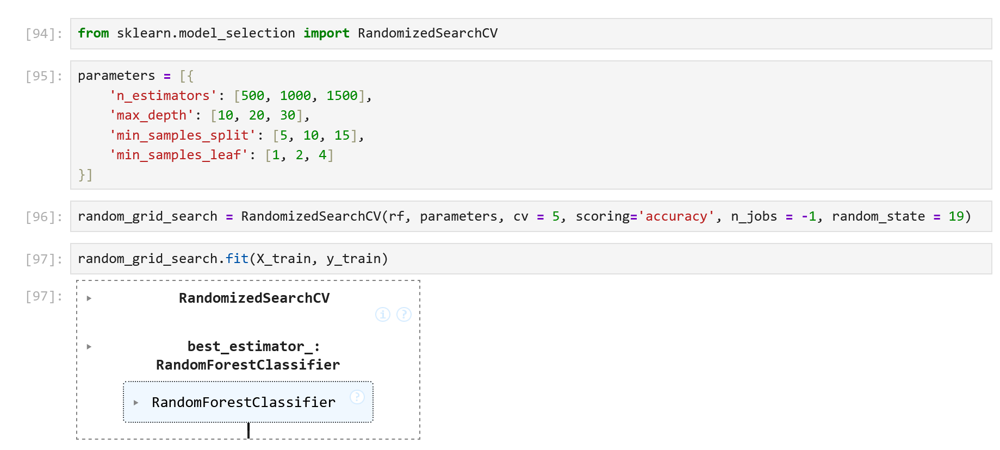 [94]: from sklearn.model_selection import RandomizedSearchCV
[95]: parameters = [{
'n_estimators': [500, 1000, 1500],
'max_depth': [10, 20, 30],
'min_samples_split': [5, 10, 15],
'min_samples_leaf': [1, 2, 4]
}]
[96]: random_grid_search = RandomizedSearchCV(rf, parameters, cv = 5, scoring='accuracy', n_jobs = -1, random_state = 19)
[97]: random_grid_search.fit(X_train, y_train)
[97]: RandomizedSearchCV
i ?
best_estimator_:
RandomForestClassifier
RandomForestClassifier ?